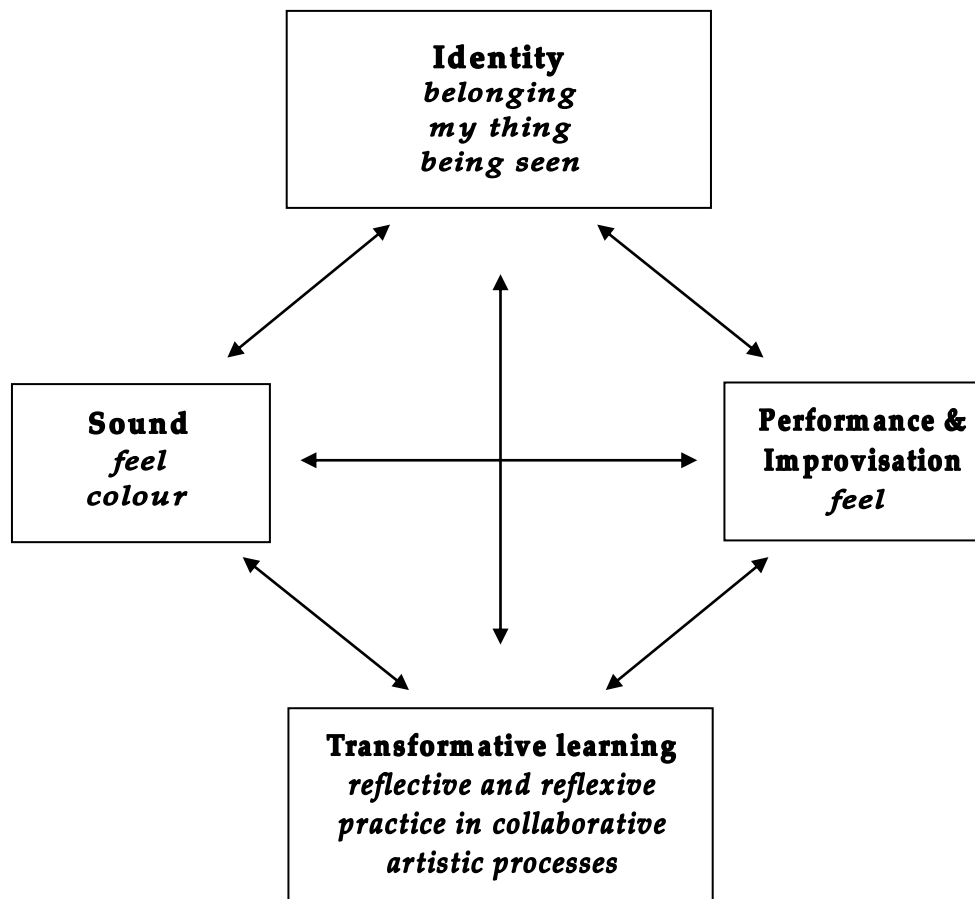 Identity
belonging
my thing
being seen
Sound
feel
colour
Performance &
Improvisation
feel
Transformative learning
reflective and reflexive
practice in collaborative
artistic processes